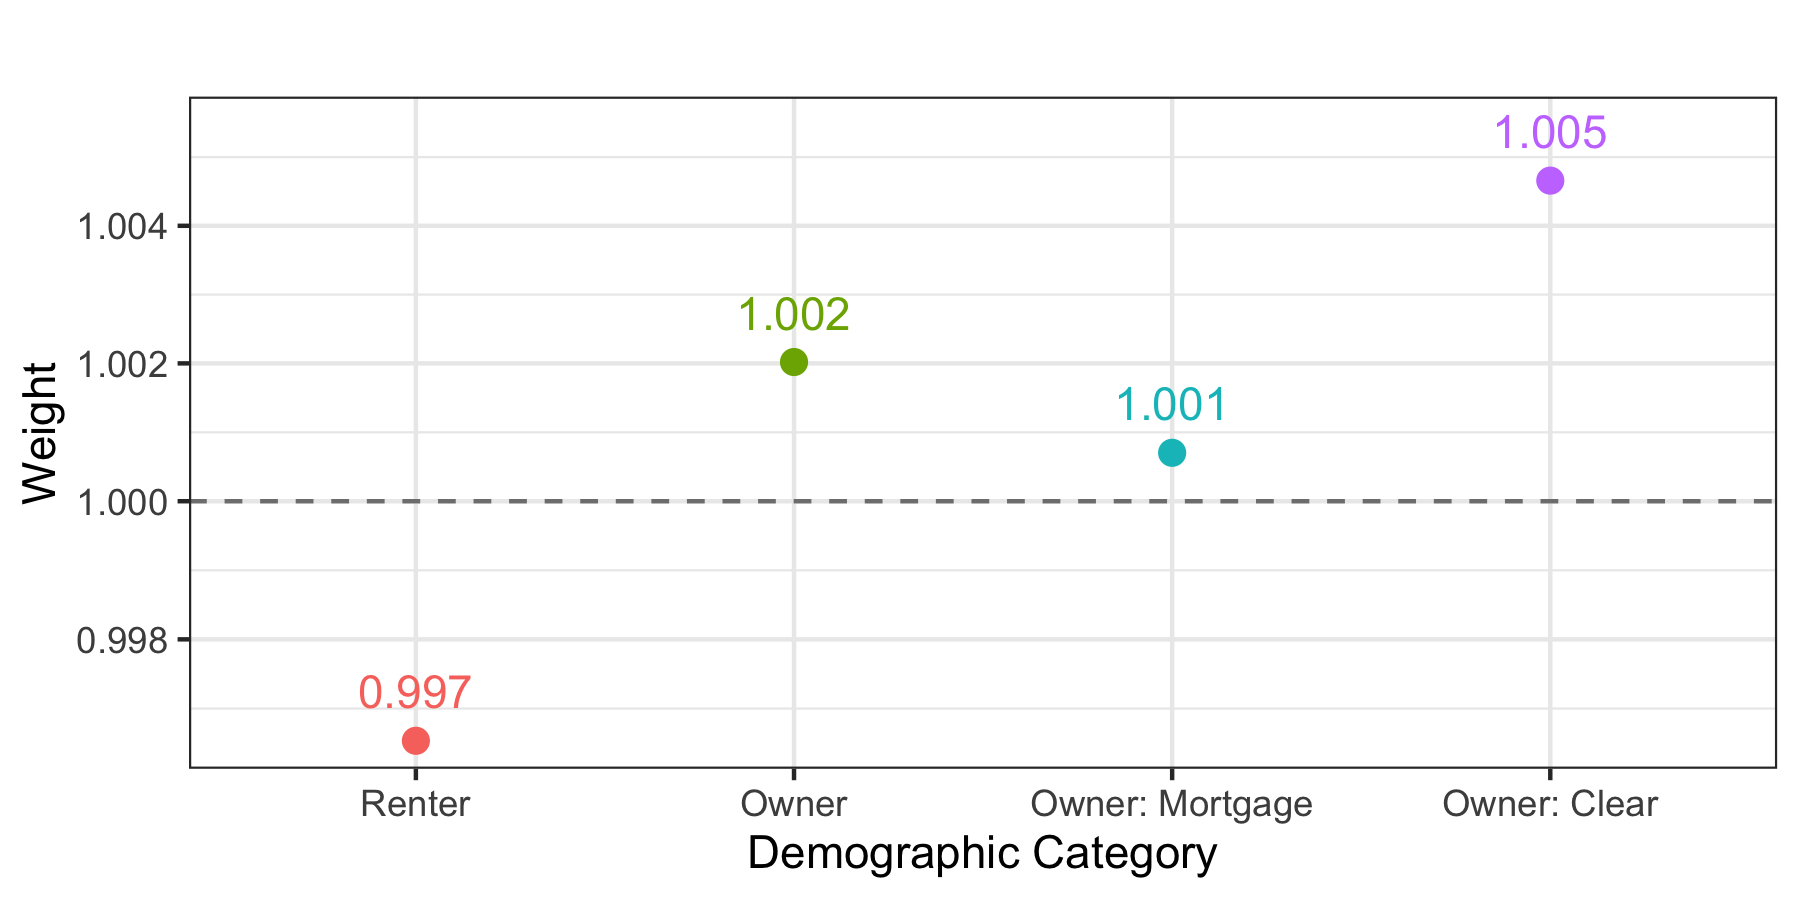 1.005
1.004
1.002
1.002
1.001
Weight
1.000
0.998
0.997
Renter
Owner
Owner: Mortgage
Owner: Clear
Demographic Category